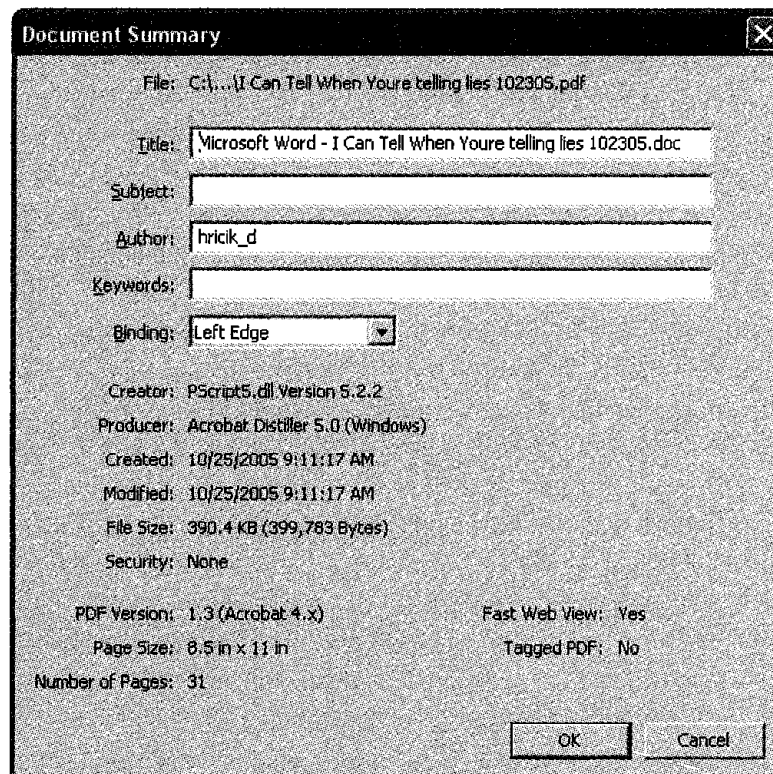 Document Summary
File: C:\...\I Can Tell When Youre telling lies 102305.pdf
Title: Microsoft Word - I Can Tell When Youre telling lies 102305.doc
Subject:
Author: hricik_d
Keywords:
Binding: Left Edge
Creator: PScript5.dll Version 5.2.2
Producer: Acrobat Distiller 5.0 (Windows)
Created: 10/25/2005 9:11:17 AM
Modified: 10/25/2005 9:11:17 AM
File Size: 390.4 KB (399,783 Bytes)
Security: None
PDF Version: 1.3 (Acrobat 4.x) Fast Web View: Yes
Page Size: 8.5 in x 11 in Tagged PDF: No
Number of Pages: 31
OK Cancel